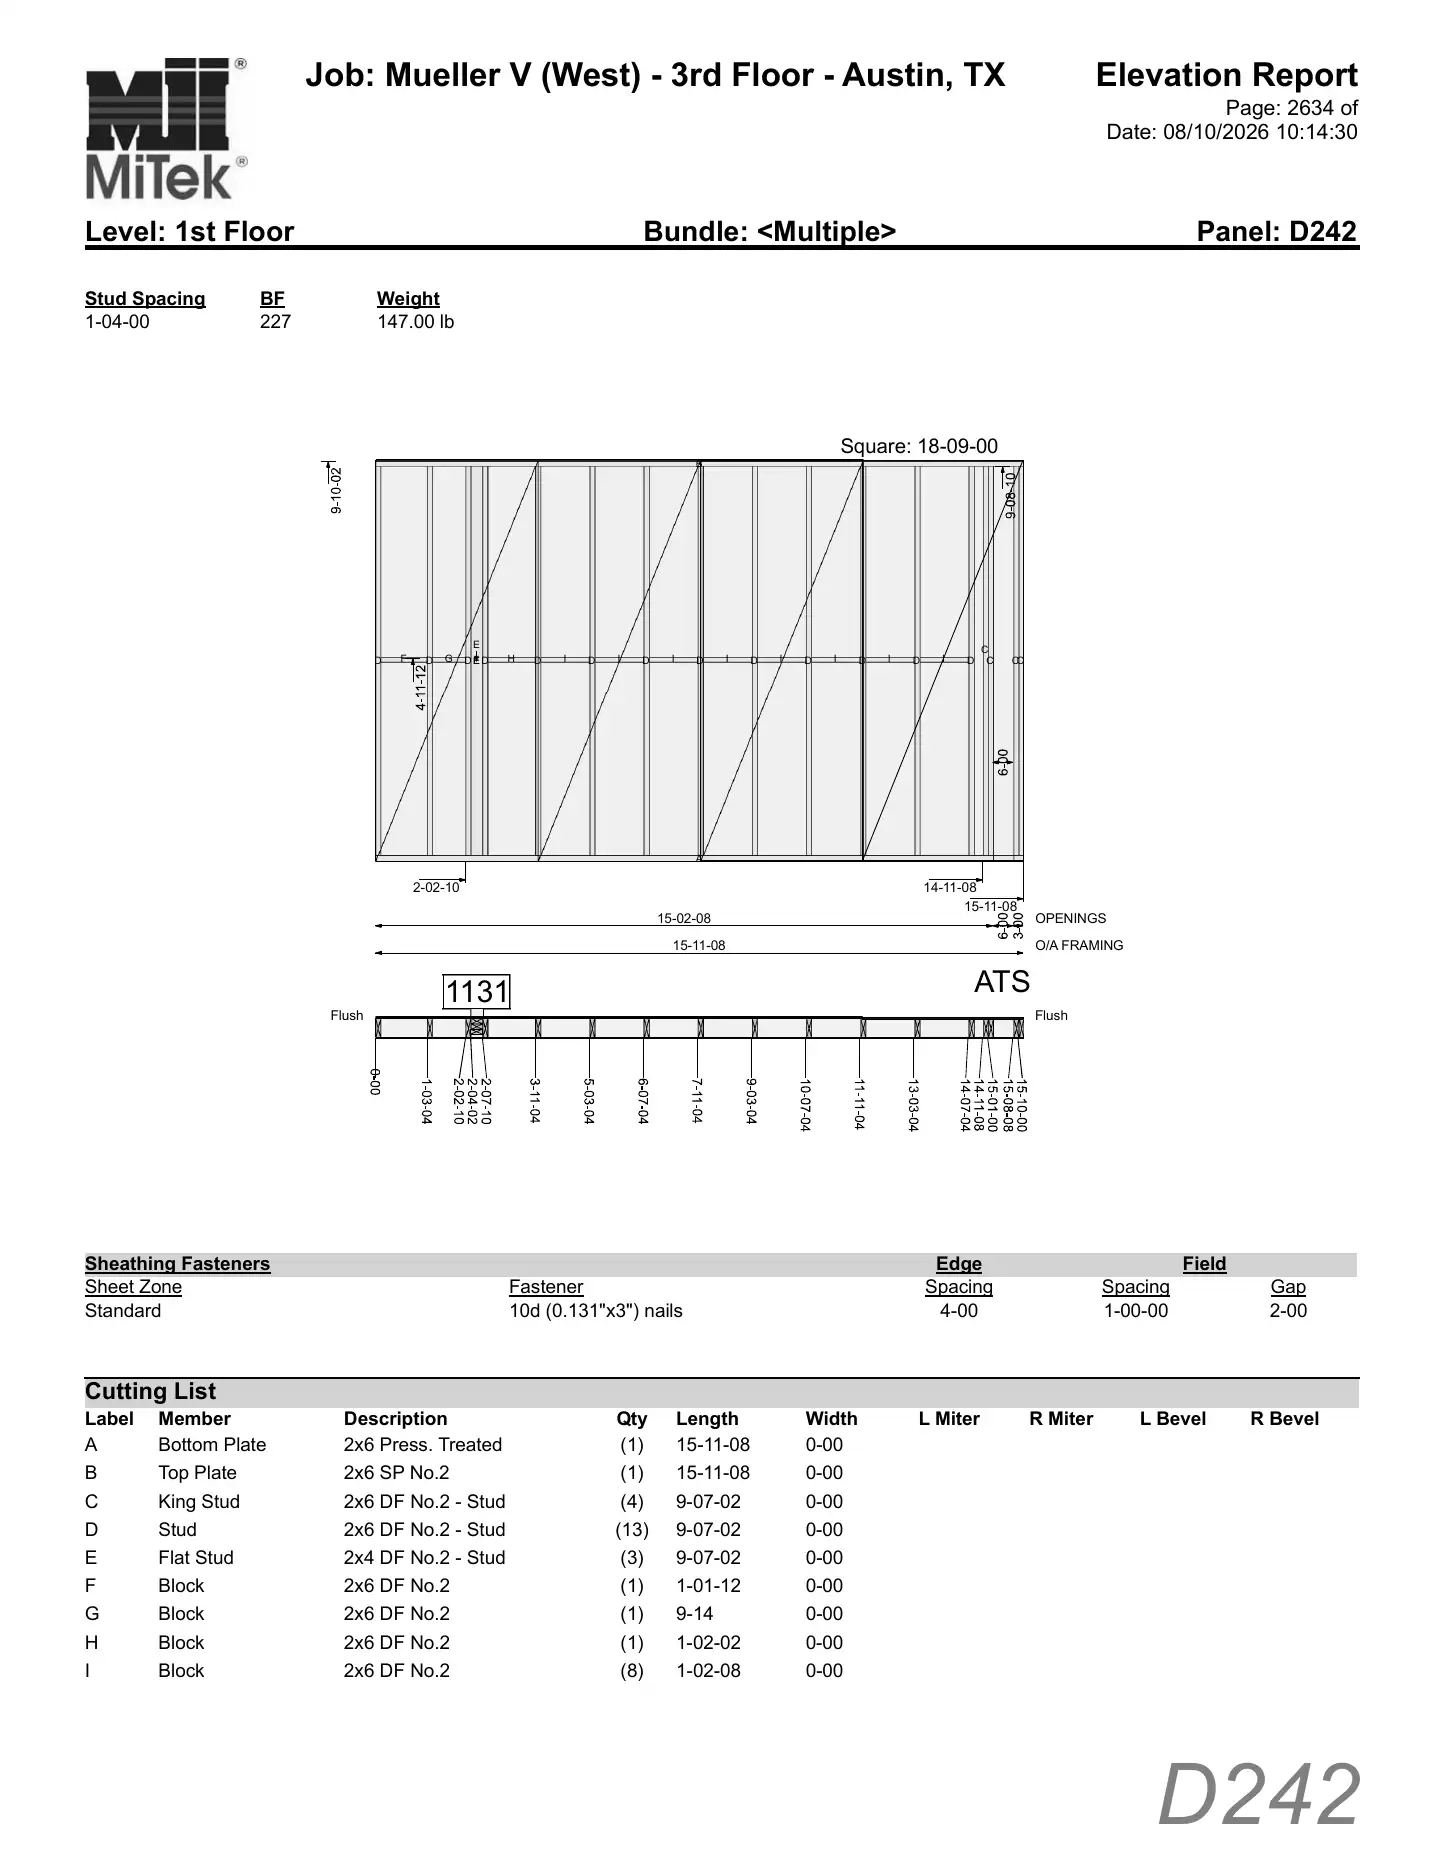 Job: Mueller V (West) - 3rd Floor - Austin, TX
Elevation Report
Page: 2634 of
Date: 08/10/2026 10:14:30
MiTek®
Level: 1st Floor
Bundle: <Multiple>
Panel: D242
Stud Spacing BF Weight
1-04-00 227 147.00 lb
Square: 18-09-00
9-10-02
9-08-10
E
C
F G E H I I I I I I I I
4-11-12
6-00
2-02-10
14-11-08
15-11-08
15-02-08
6-00
3-00
OPENINGS
15-11-08
O/A FRAMING
1131
ATS
Flush
Flush
0-00
1-03-04
2-02-10
2-04-02
2-07-10
3-11-04
5-03-04
6-07-04
7-11-04
9-03-04
10-07-04
11-11-04
13-03-04
14-07-04
14-11-08
15-01-00
15-08-08
15-10-00
Sheathing Fasteners Edge Field
Sheet Zone Fastener Spacing Spacing Gap
Standard 10d (0.131"x3") nails 4-00 1-00-00 2-00
Cutting List
Label Member Description Qty Length Width L Miter R Miter L Bevel R Bevel
A Bottom Plate 2x6 Press. Treated (1) 15-11-08 0-00
B Top Plate 2x6 SP No.2 (1) 15-11-08 0-00
C King Stud 2x6 DF No.2 - Stud (4) 9-07-02 0-00
D Stud 2x6 DF No.2 - Stud (13) 9-07-02 0-00
E Flat Stud 2x4 DF No.2 - Stud (3) 9-07-02 0-00
F Block 2x6 DF No.2 (1) 1-01-12 0-00
G Block 2x6 DF No.2 (1) 9-14 0-00
H Block 2x6 DF No.2 (1) 1-02-02 0-00
I Block 2x6 DF No.2 (8) 1-02-08 0-00
D242